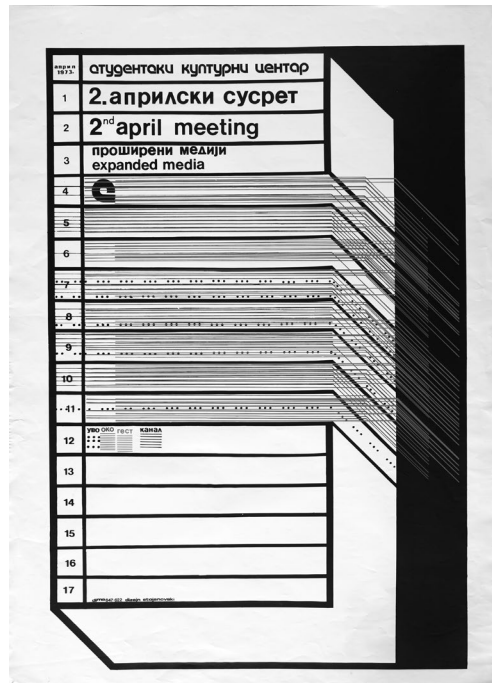 април
1973.
студентски културни центар
1
2.априлски сусрет
2
2nd april meeting
проширени медији
3
expanded media
4
5
6
7
8
9
10
11
уво око гест канал
12
13
14
15
16
17